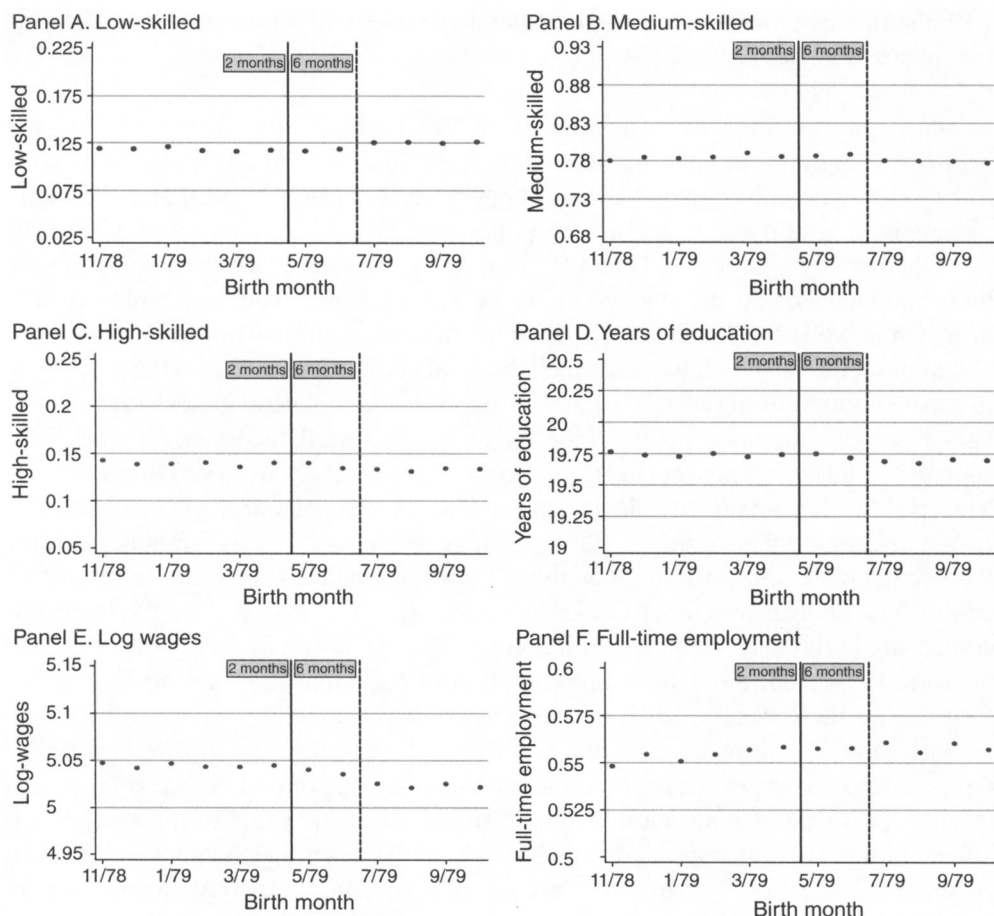 Panel A. Low-skilled
0.225
0.175
0.125
0.075
0.025
Low-skilled
2 months
6 months
11/78 1/79 3/79 5/79 7/79 9/79
Birth month
Panel B. Medium-skilled
0.93
0.88
0.83
0.78
0.73
0.68
Medium-skilled
2 months
6 months
11/78 1/79 3/79 5/79 7/79 9/79
Birth month
Panel C. High-skilled
0.25
0.2
0.15
0.1
0.05
High-skilled
2 months
6 months
11/78 1/79 3/79 5/79 7/79 9/79
Birth month
Panel D. Years of education
20.5
20.25
20
19.75
19.5
19.25
19
Years of education
2 months
6 months
11/78 1/79 3/79 5/79 7/79 9/79
Birth month
Panel E. Log wages
5.15
5.1
5.05
5
4.95
Log-wages
2 months
6 months
11/78 1/79 3/79 5/79 7/79 9/79
Birth month
Panel F. Full-time employment
0.6
0.575
0.55
0.525
0.5
Full-time employment
2 months
6 months
11/78 1/79 3/79 5/79 7/79 9/79
Birth month